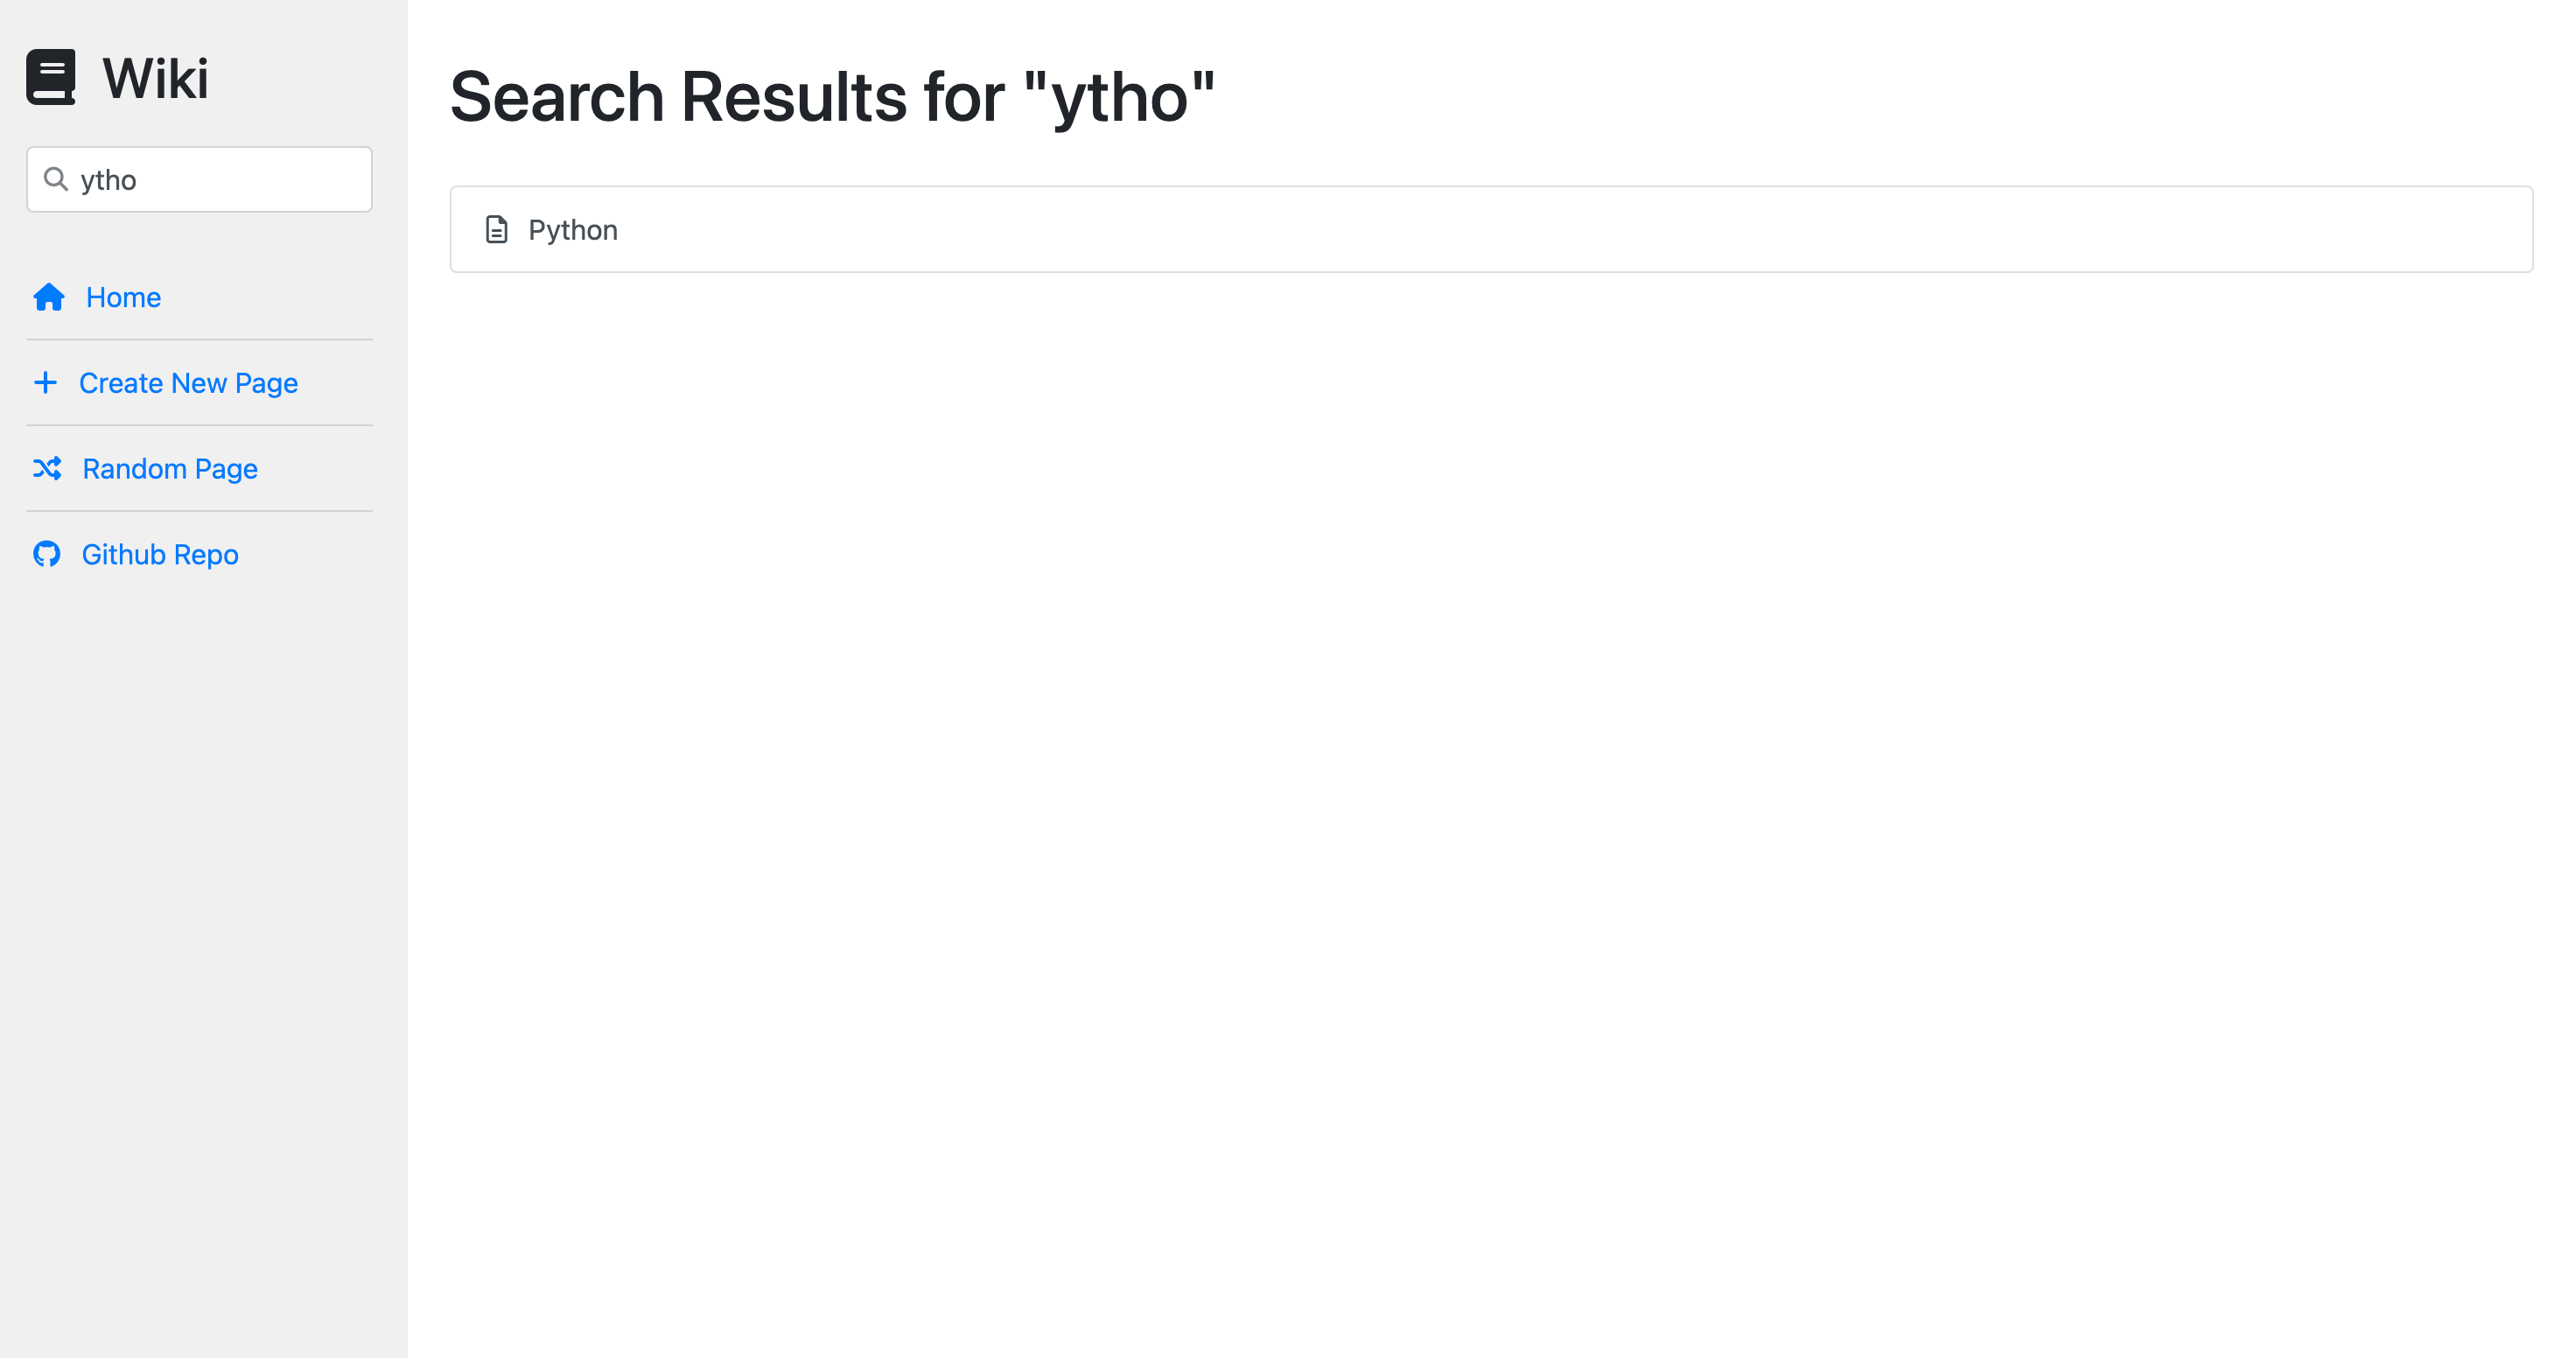 Wiki
ytho
Home
Create New Page
Random Page
Github Repo
Search Results for "ytho"
Python